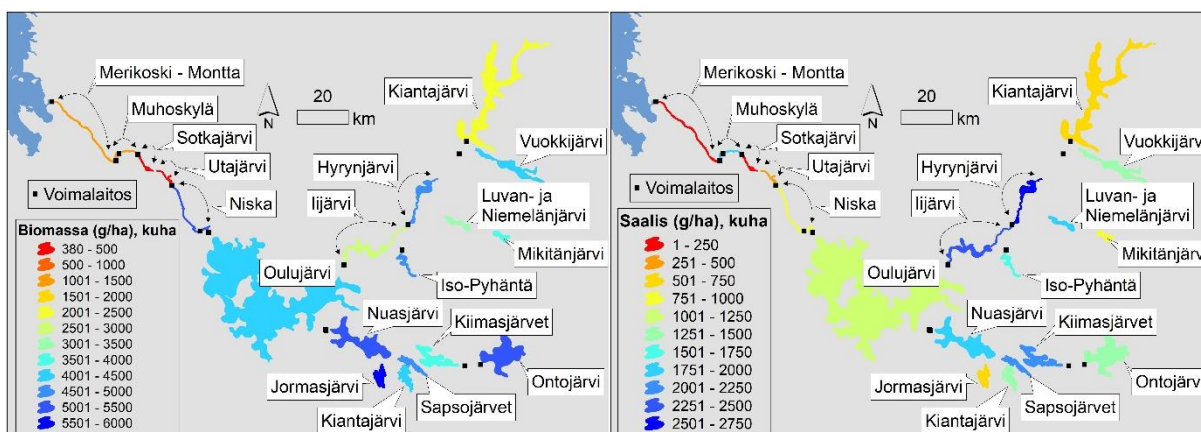 Merikoski - Montta
Muhoskylä
Sotkajärvi
Utajärvi
Niska
N
20
km
Kiantajärvi
Vuokkijärvi
Hyrynjärvi
Iijärvi
Luvan- ja
Niemelänjärvi
Mikitänjärvi
Iso-Pyhäntä
Oulujärvi
Nuasjärvi
Kiimasjärvet
Jormasjärvi
Kiantajärvi
Sapsojärvet
Ontojärvi
Voimalaitos
Biomassa (g/ha), kuha
380 - 500
500 - 1000
1001 - 1500
1501 - 2000
2001 - 2500
2501 - 3000
3001 - 3500
3501 - 4000
4001 - 4500
4501 - 5000
5001 - 5500
5501 - 6000
Merikoski - Montta
Muhoskylä
Sotkajärvi
Utajärvi
Niska
N
20
km
Kiantajärvi
Vuokkijärvi
Hyrynjärvi
Iijärvi
Luvan- ja
Niemelänjärvi
Mikitänjärvi
Iso-Pyhäntä
Oulujärvi
Nuasjärvi
Kiimasjärvet
Jormasjärvi
Kiantajärvi
Sapsojärvet
Ontojärvi
Voimalaitos
Saalis (g/ha), kuha
1 - 250
251 - 500
501 - 750
751 - 1000
1001 - 1250
1251 - 1500
1501 - 1750
1751 - 2000
2001 - 2250
2251 - 2500
2501 - 2750